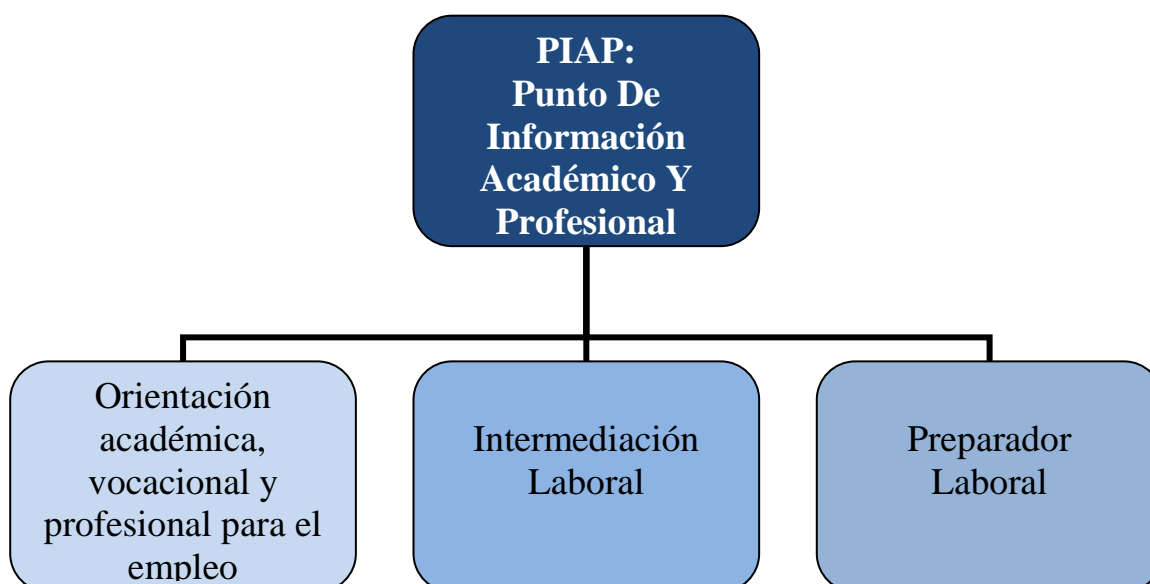 PIAP:
Punto De
Información
Académico Y
Profesional
Orientación
académica,
vocacional y
profesional para el
empleo
Intermediación
Laboral
Preparador
Laboral